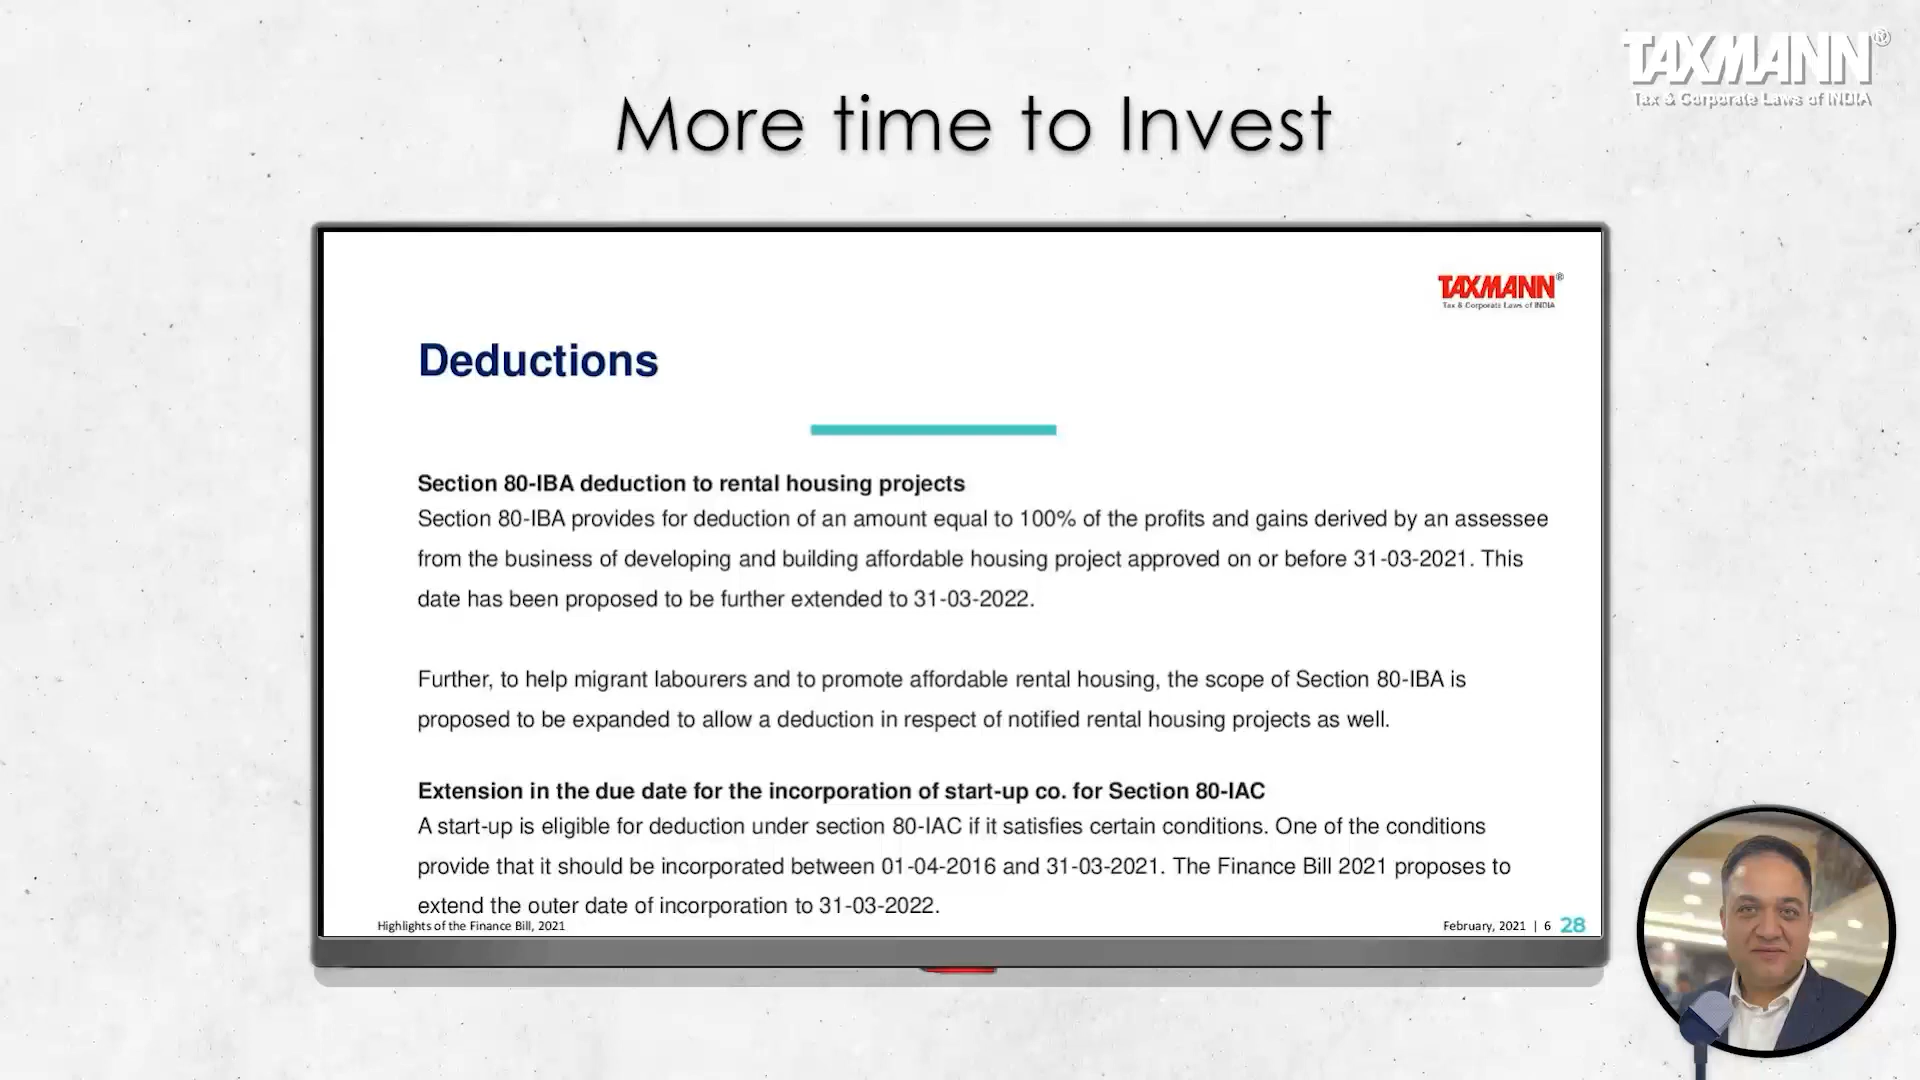 TAXMANN®
Tax & Corporate Laws of INDIA
More time to Invest
TAXMANN®
Tax & Corporate Laws of INDIA
Deductions
Section 80-IBA deduction to rental housing projects
Section 80-IBA provides for deduction of an amount equal to 100% of the profits and gains derived by an assessee
from the business of developing and building affordable housing project approved on or before 31-03-2021. This
date has been proposed to be further extended to 31-03-2022.
Further, to help migrant labourers and to promote affordable rental housing, the scope of Section 80-IBA is
proposed to be expanded to allow a deduction in respect of notified rental housing projects as well.
Extension in the due date for the incorporation of start-up co. for Section 80-IAC
A start-up is eligible for deduction under section 80-IAC if it satisfies certain conditions. One of the conditions
provide that it should be incorporated between 01-04-2016 and 31-03-2021. The Finance Bill 2021 proposes to
extend the outer date of incorporation to 31-03-2022.
Highlights of the Finance Bill, 2021
February, 2021 | 6 28